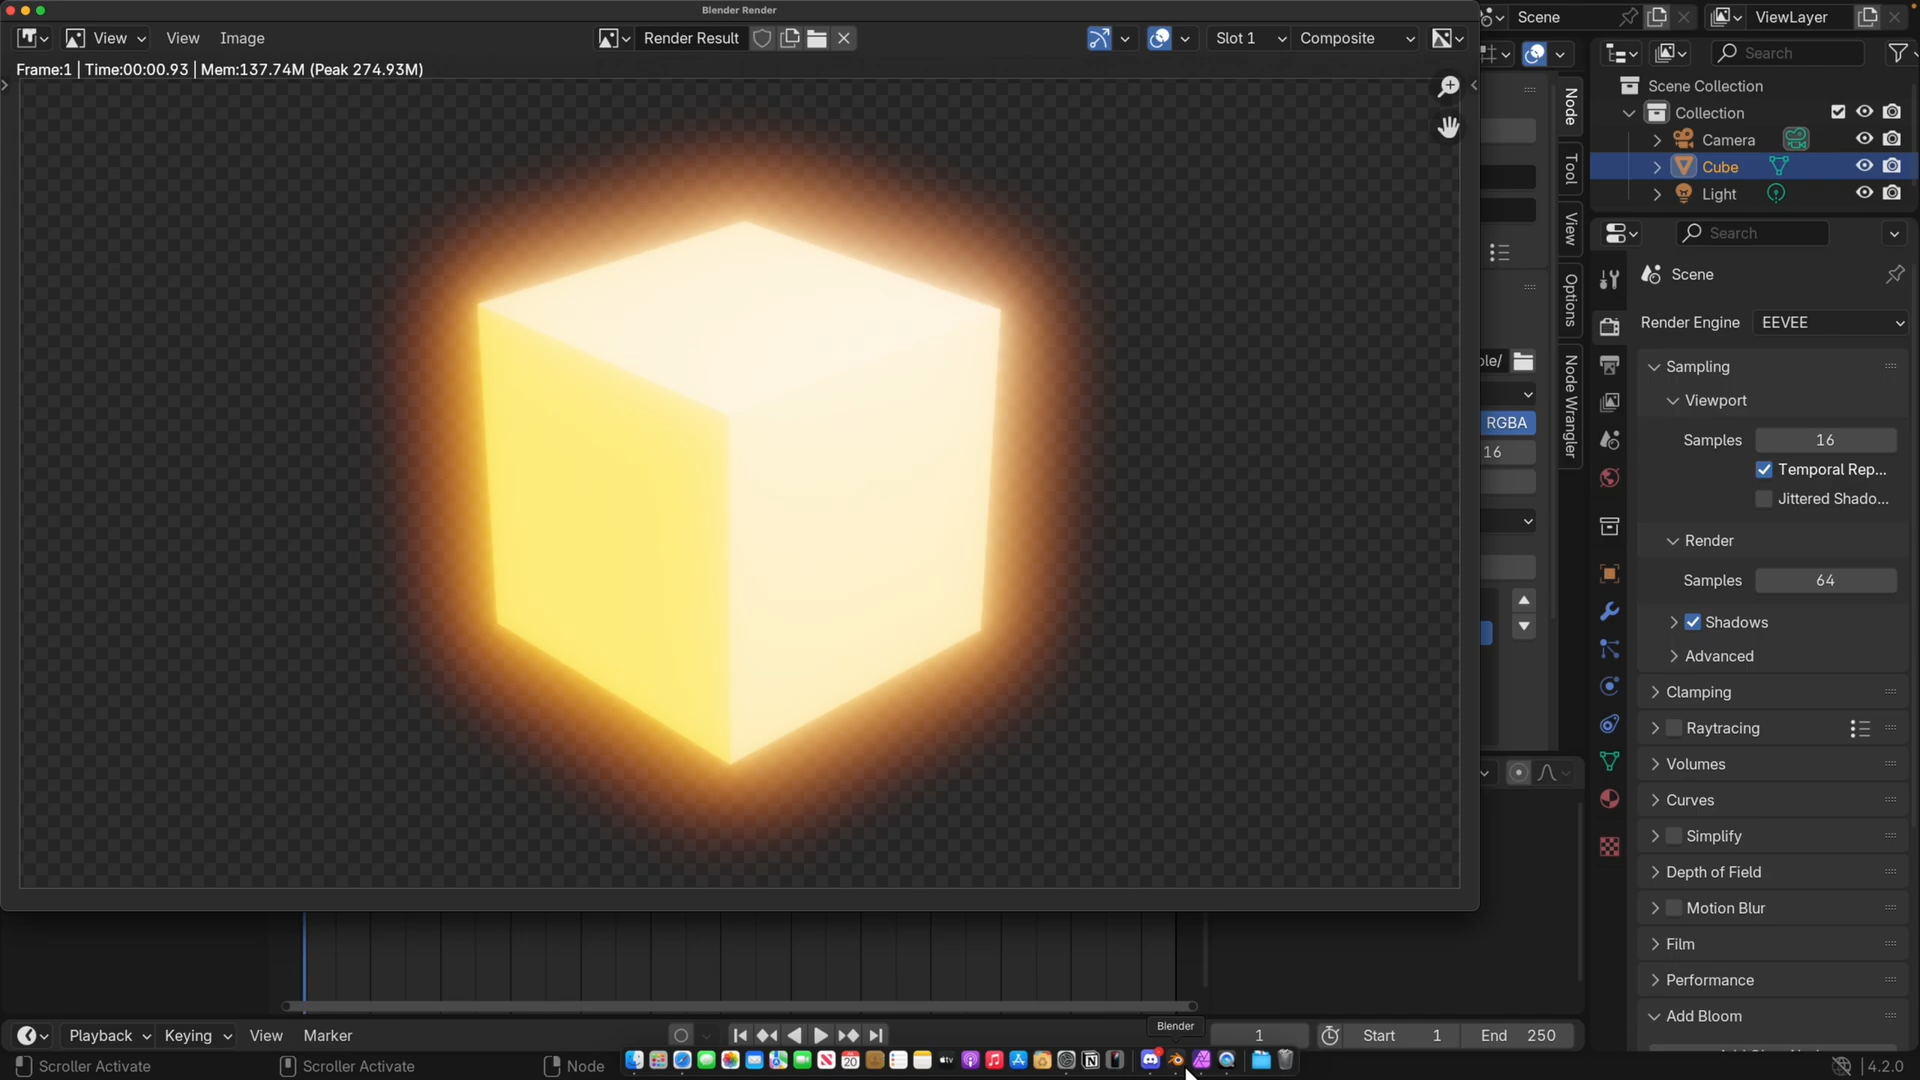 Blender Render
Scene
ViewLayer
View
View
Image
Render Result
Slot 1
Composite
Search
Frame:1 | Time:00:00.93 | Mem:137.74M (Peak 274.93M)
Scene Collection
Collection
Camera
Cube
Light
Node
Tool
View
Options
Node Wrangler
Search
Scene
Render Engine
EEVEE
Sampling
Viewport
Samples
16
Temporal Rep...
Jittered Shado...
Render
Samples
64
Shadows
Advanced
Clamping
Raytracing
Volumes
Curves
Simplify
Depth of Field
Motion Blur
Film
Performance
Add Bloom
ole/
RGBA
16
Blender
Playback
Keying
View
Marker
1
Start 1
End 250
Scroller Activate
Scroller Activate
Node
4.2.0